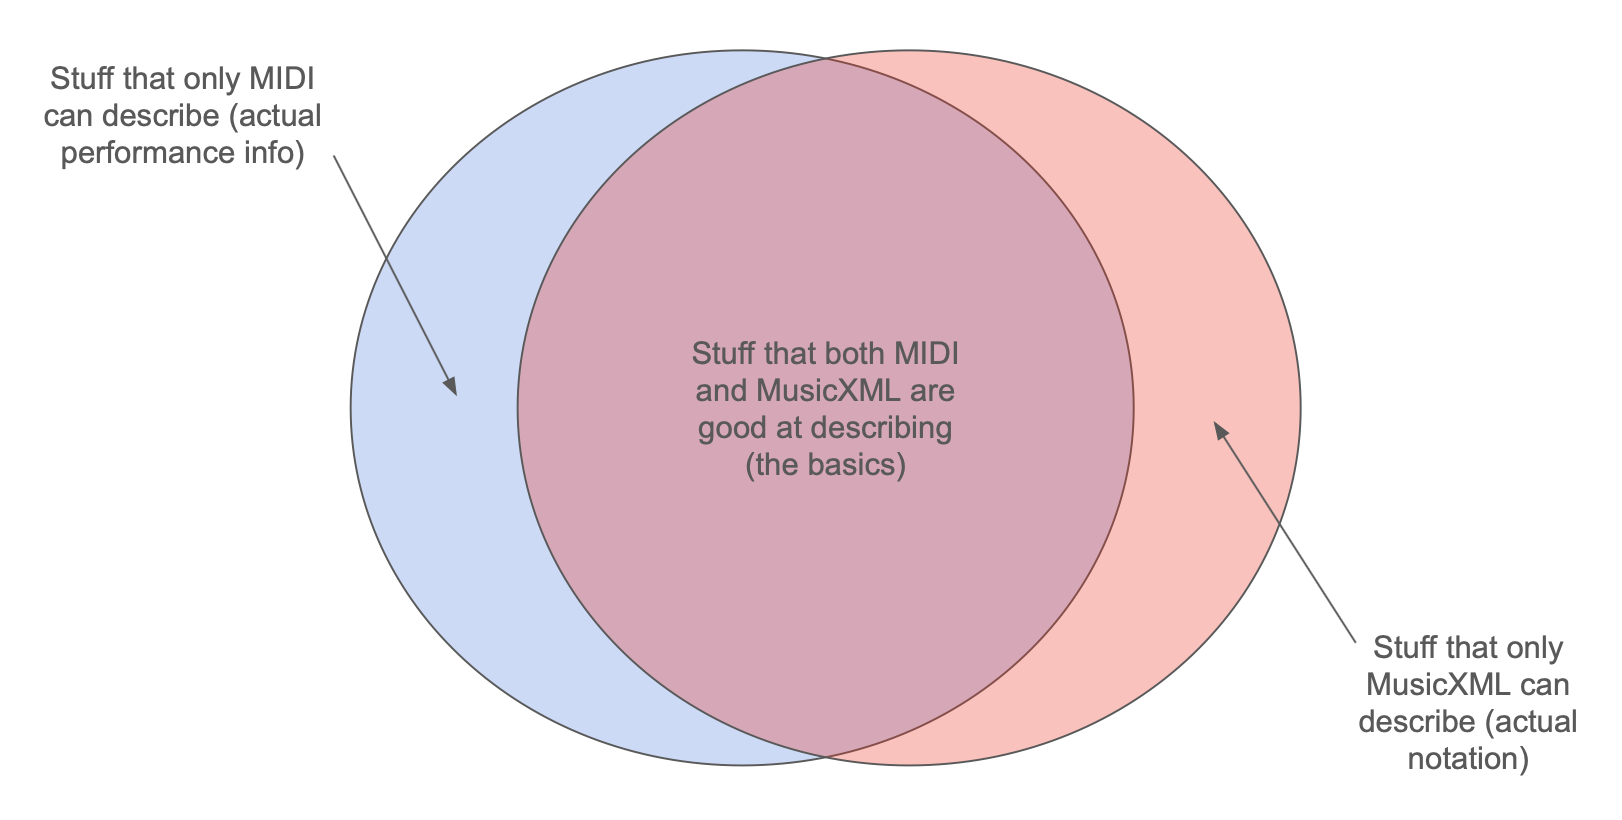 Stuff that only MIDI
can describe (actual
performance info)
Stuff that both MIDI
and MusicXML are
good at describing
(the basics)
Stuff that only
MusicXML can
describe (actual
notation)